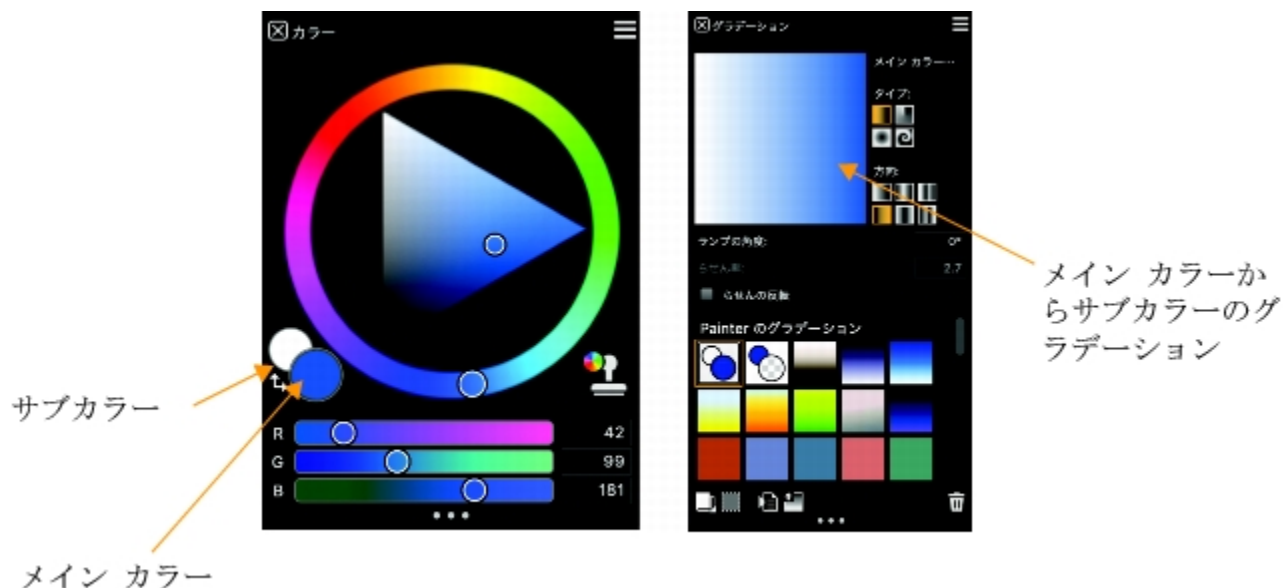 カラー
R 42
G 99
B 181
サブカラー
メイン カラー
グラデーション
メイン カラー…
タイプ:
方向:
ランプの角度: 0°
らせん率: 2.7
らせんの反転
Painter のグラデーション
メイン カラーか
らサブカラーのグ
ラデーション